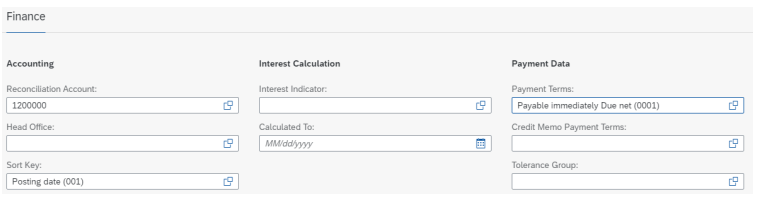 Finance
Accounting
Interest Calculation
Payment Data
Reconciliation Account:
Interest Indicator:
Payment Terms:
1200000
Payable immediately Due net (0001)
Head Office:
Calculated To:
Credit Memo Payment Terms:
MM/dd/yyyy
Sort Key:
Tolerance Group:
Posting date (001)